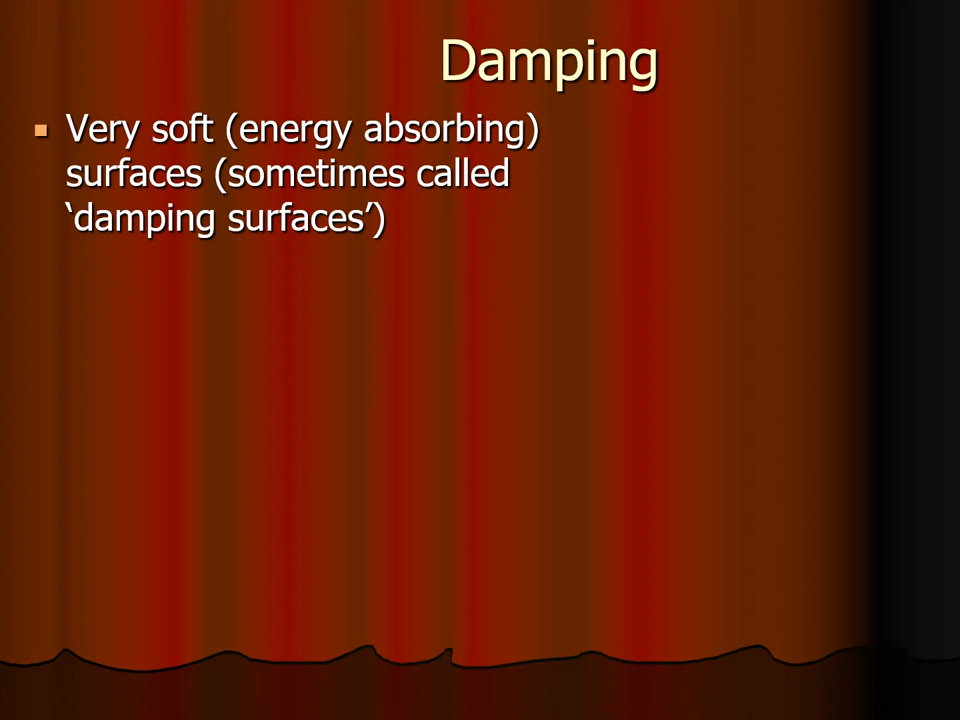 Damping
▪ Very soft (energy absorbing)
surfaces (sometimes called
‘damping surfaces’)